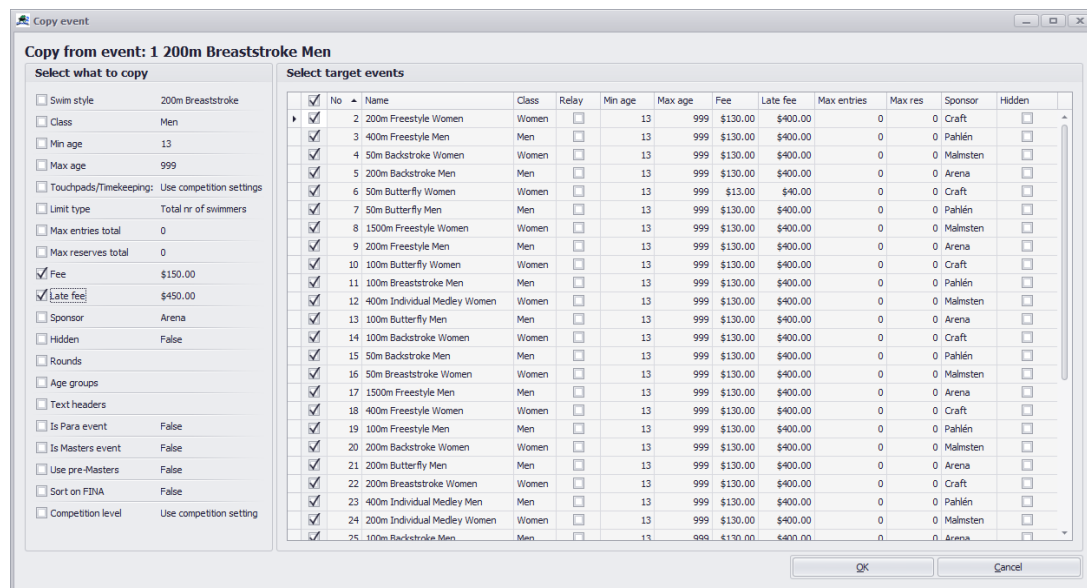 Copy event
Copy from event: 1 200m Breaststroke Men
Select what to copy
Swim style 200m Breaststroke
Class Men
Min age 13
Max age 999
Touchpads/Timekeeping: Use competition settings
Limit type Total nr of swimmers
Max entries total 0
Max reserves total 0
Fee $150.00
Late fee $450.00
Sponsor Arena
Hidden False
Rounds
Age groups
Text headers
Is Para event False
Is Masters event False
Use pre-Masters False
Sort on FINA False
Competition level Use competition setting
Select target events
No Name Class Relay Min age Max age Fee Late fee Max entries Max res Sponsor Hidden
2 200m Freestyle Women Women 13 999 $130.00 $400.00 0 0 Craft
3 400m Freestyle Men Men 13 999 $130.00 $400.00 0 0 Pahlén
4 50m Backstroke Women Women 13 999 $130.00 $400.00 0 0 Malmsten
5 200m Backstroke Men Men 13 999 $130.00 $400.00 0 0 Arena
6 50m Butterfly Women Women 13 999 $13.00 $40.00 0 0 Craft
7 50m Butterfly Men Men 13 999 $130.00 $400.00 0 0 Pahlén
8 1500m Freestyle Women Women 13 999 $130.00 $400.00 0 0 Malmsten
9 200m Freestyle Men Men 13 999 $130.00 $400.00 0 0 Arena
10 100m Butterfly Women Women 13 999 $130.00 $400.00 0 0 Craft
11 100m Breaststroke Men Men 13 999 $130.00 $400.00 0 0 Pahlén
12 400m Individual Medley Women Women 13 999 $130.00 $400.00 0 0 Malmsten
13 100m Butterfly Men Men 13 999 $130.00 $400.00 0 0 Arena
14 100m Backstroke Women Women 13 999 $130.00 $400.00 0 0 Craft
15 50m Backstroke Men Men 13 999 $130.00 $400.00 0 0 Pahlén
16 50m Breaststroke Women Women 13 999 $130.00 $400.00 0 0 Malmsten
17 1500m Freestyle Men Men 13 999 $130.00 $400.00 0 0 Arena
18 400m Freestyle Women Women 13 999 $130.00 $400.00 0 0 Craft
19 100m Freestyle Men Men 13 999 $130.00 $400.00 0 0 Pahlén
20 200m Backstroke Women Women 13 999 $130.00 $400.00 0 0 Malmsten
21 200m Butterfly Men Men 13 999 $130.00 $400.00 0 0 Arena
22 200m Breaststroke Women Women 13 999 $130.00 $400.00 0 0 Craft
23 400m Individual Medley Men Men 13 999 $130.00 $400.00 0 0 Pahlén
24 200m Individual Medley Women Women 13 999 $130.00 $400.00 0 0 Malmsten
25 100m Backstroke Men Men 13 999 $130.00 $400.00 0 0 Arena
OK Cancel